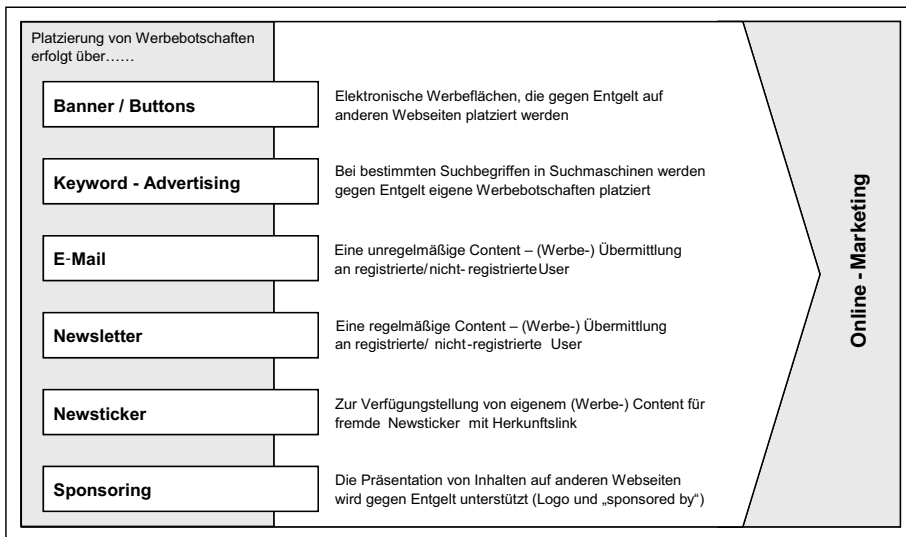 Platzierung von Werbebotschaften
erfolgt über……
Banner / Buttons
Elektronische Werbeflächen, die gegen Entgelt auf
anderen Webseiten platziert werden
Keyword - Advertising
Bei bestimmten Suchbegriffen in Suchmaschinen werden
gegen Entgelt eigene Werbebotschaften platziert
E-Mail
Eine unregelmäßige Content – (Werbe-) Übermittlung
an registrierte/nicht-registrierte User
Newsletter
Eine regelmäßige Content – (Werbe-) Übermittlung
an registrierte/ nicht-registrierte User
Newsticker
Zur Verfügungstellung von eigenem (Werbe-) Content für
fremde Newsticker mit Herkunftslink
Sponsoring
Die Präsentation von Inhalten auf anderen Webseiten
wird gegen Entgelt unterstützt (Logo und „sponsored by“)
Online - Marketing